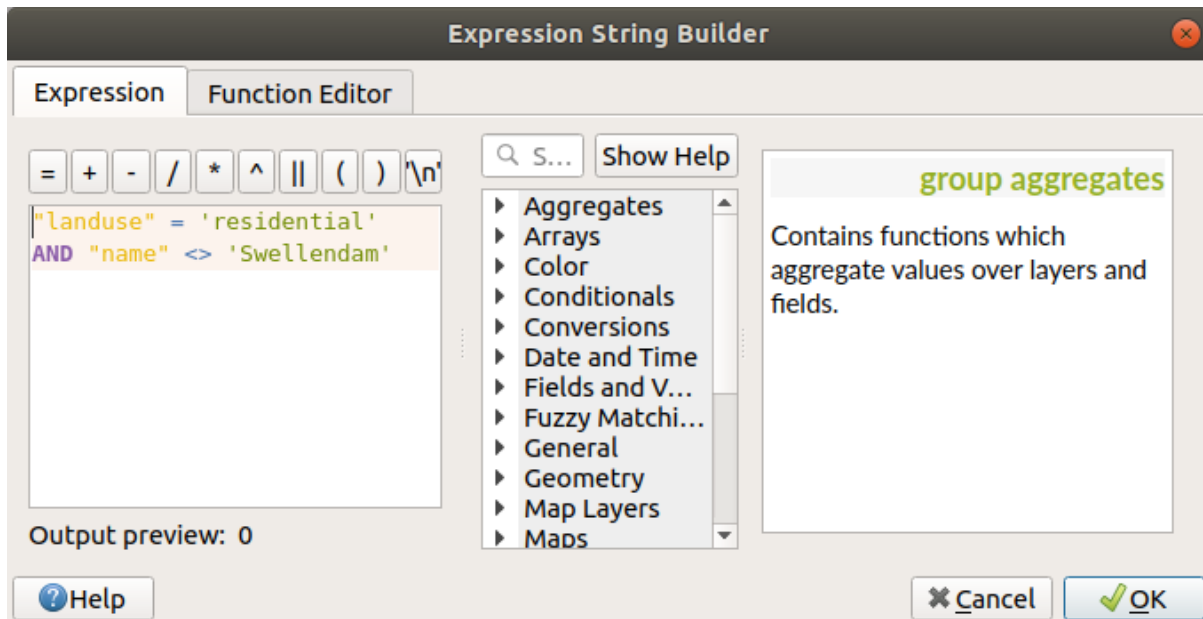 Expression String Builder
Expression
Function Editor
= + - / * ^ || ( ) '\n'
"landuse" = 'residential'
AND "name" <> 'Swellendam'
Output preview: 0
S...
Show Help
Aggregates
Arrays
Color
Conditionals
Conversions
Date and Time
Fields and V...
Fuzzy Matchi...
General
Geometry
Map Layers
Maps
group aggregates
Contains functions which
aggregate values over layers and
fields.
Help
Cancel
OK